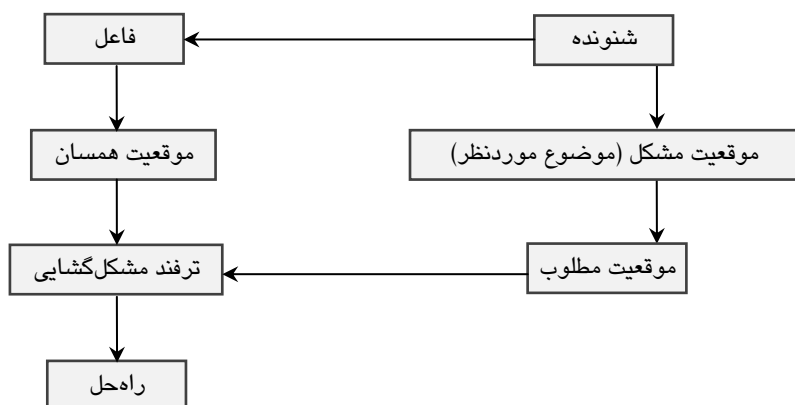 شنونده
فاعل
موقعیت مشکل (موضوع موردنظر)
موقعیت همسان
موقعیت مطلوب
ترفند مشکل‌گشایی
راه‌حل